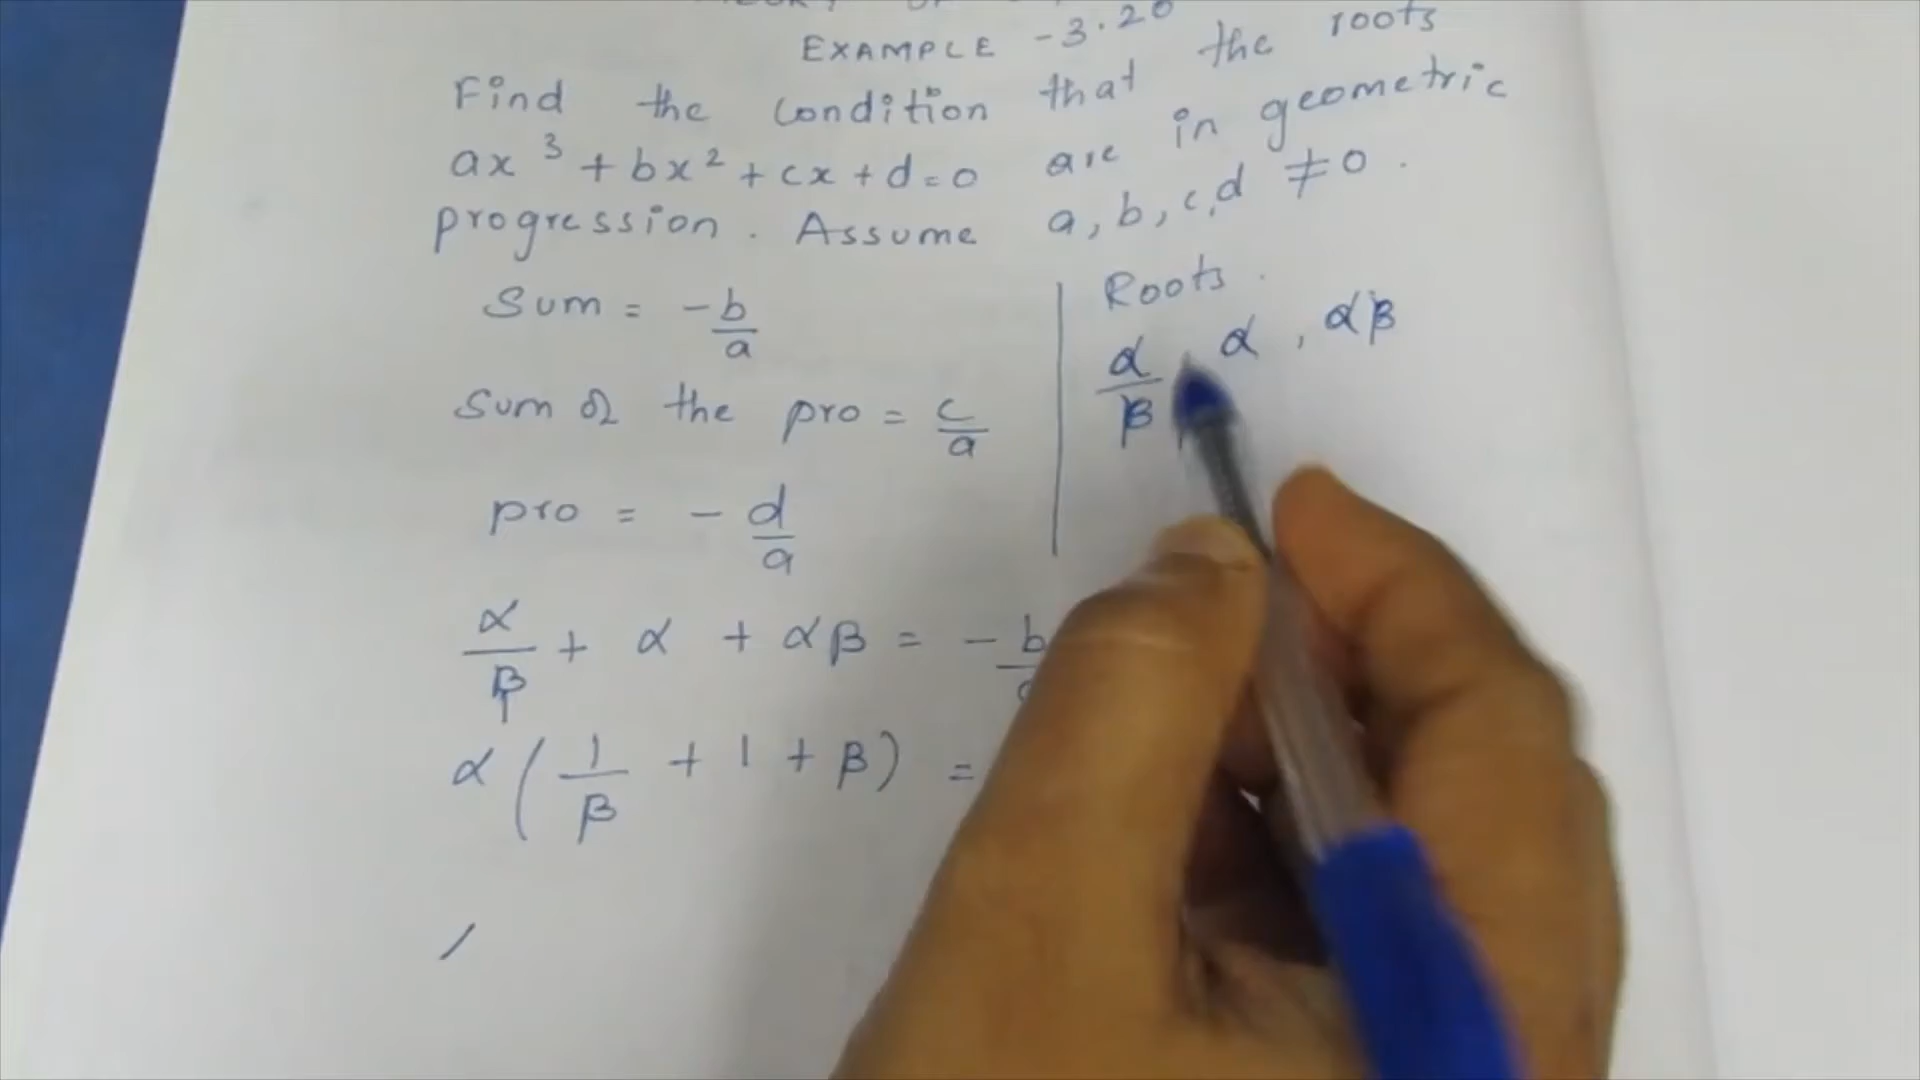 EXAMPLE - 3.20
Find the condition that the roots
ax³ + bx² + cx + d = 0 are in geometric
progression. Assume a, b, c, d ≠ 0.
Sum = -b/a
Sum of the pro = c/a
pro = - d/a
Roots.
α/β, α, αβ
α/β + α + αβ = - b
α(1/β + 1 + β) =